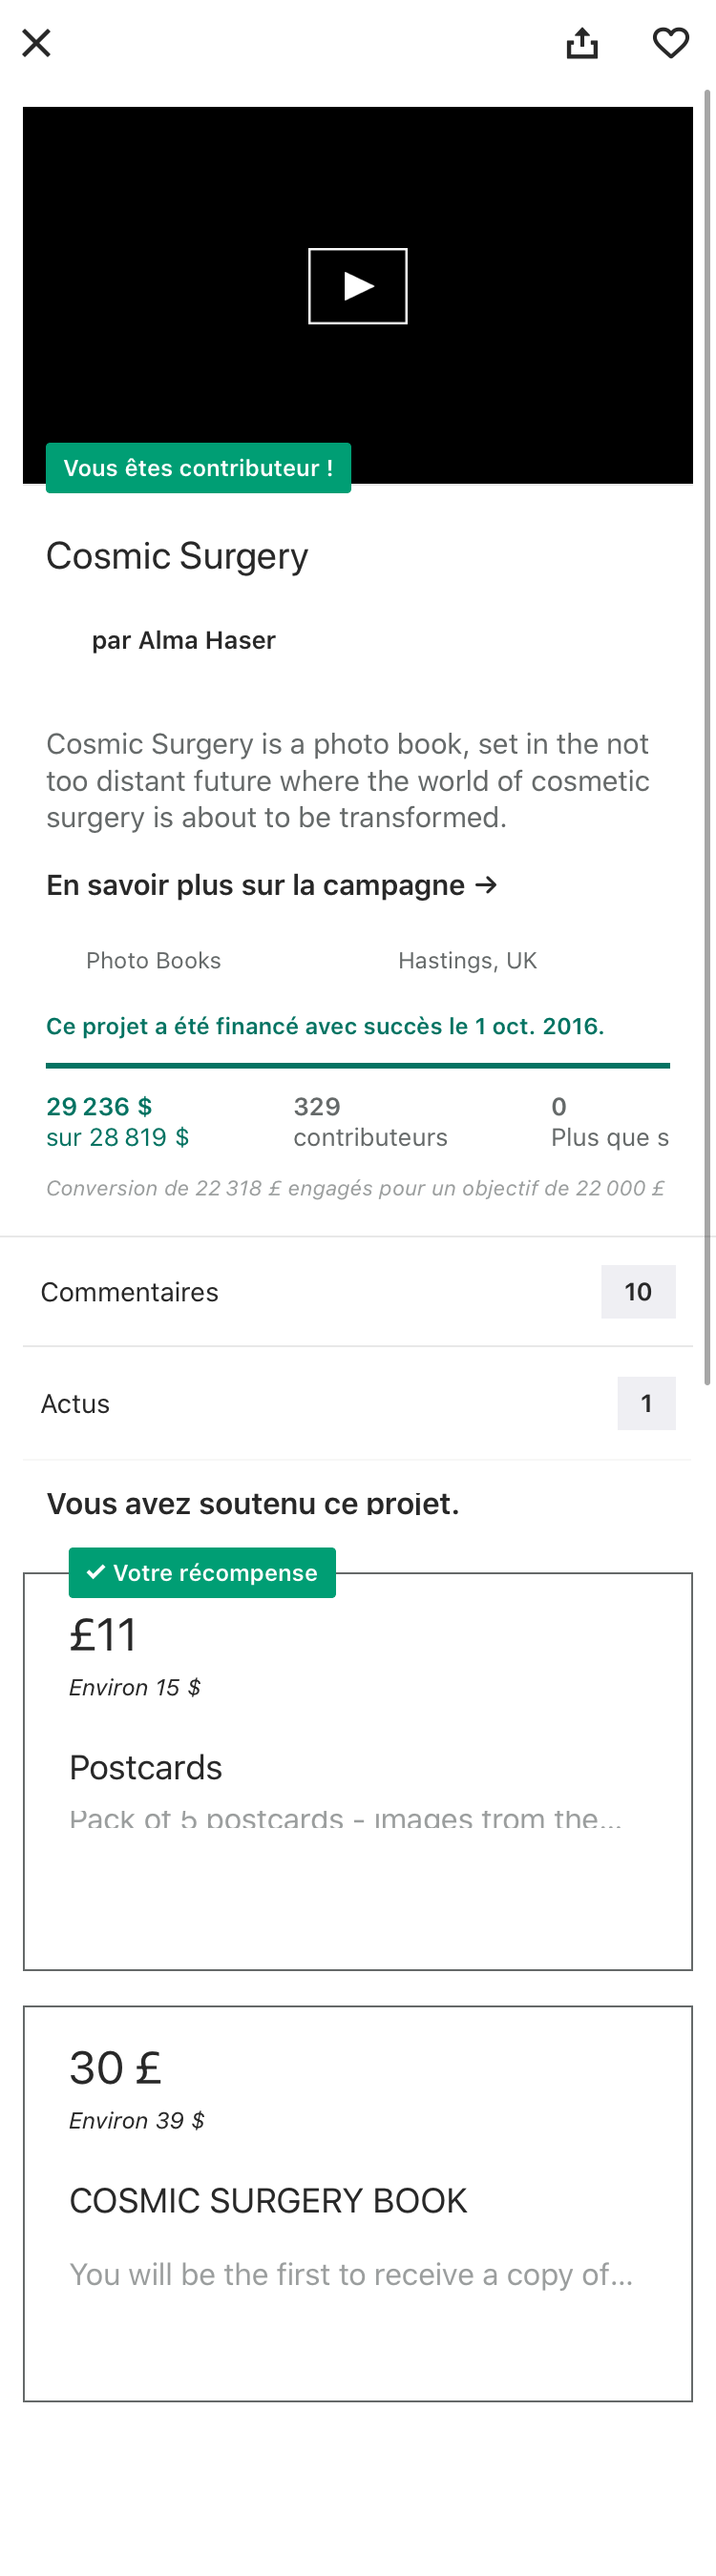 Vous êtes contributeur !
Cosmic Surgery
par Alma Haser
Cosmic Surgery is a photo book, set in the not
too distant future where the world of cosmetic
surgery is about to be transformed.
En savoir plus sur la campagne →
Photo Books
Hastings, UK
Ce projet a été financé avec succès le 1 oct. 2016.
29 236 $
sur 28 819 $
329
contributeurs
0
Plus que s
Conversion de 22 318 £ engagés pour un objectif de 22 000 £
Commentaires
10
Actus
1
Vous avez soutenu ce projet.
✓ Votre récompense
£11
Environ 15 $
Postcards
Pack of 5 postcards - images from the...
30 £
Environ 39 $
COSMIC SURGERY BOOK
You will be the first to receive a copy of...